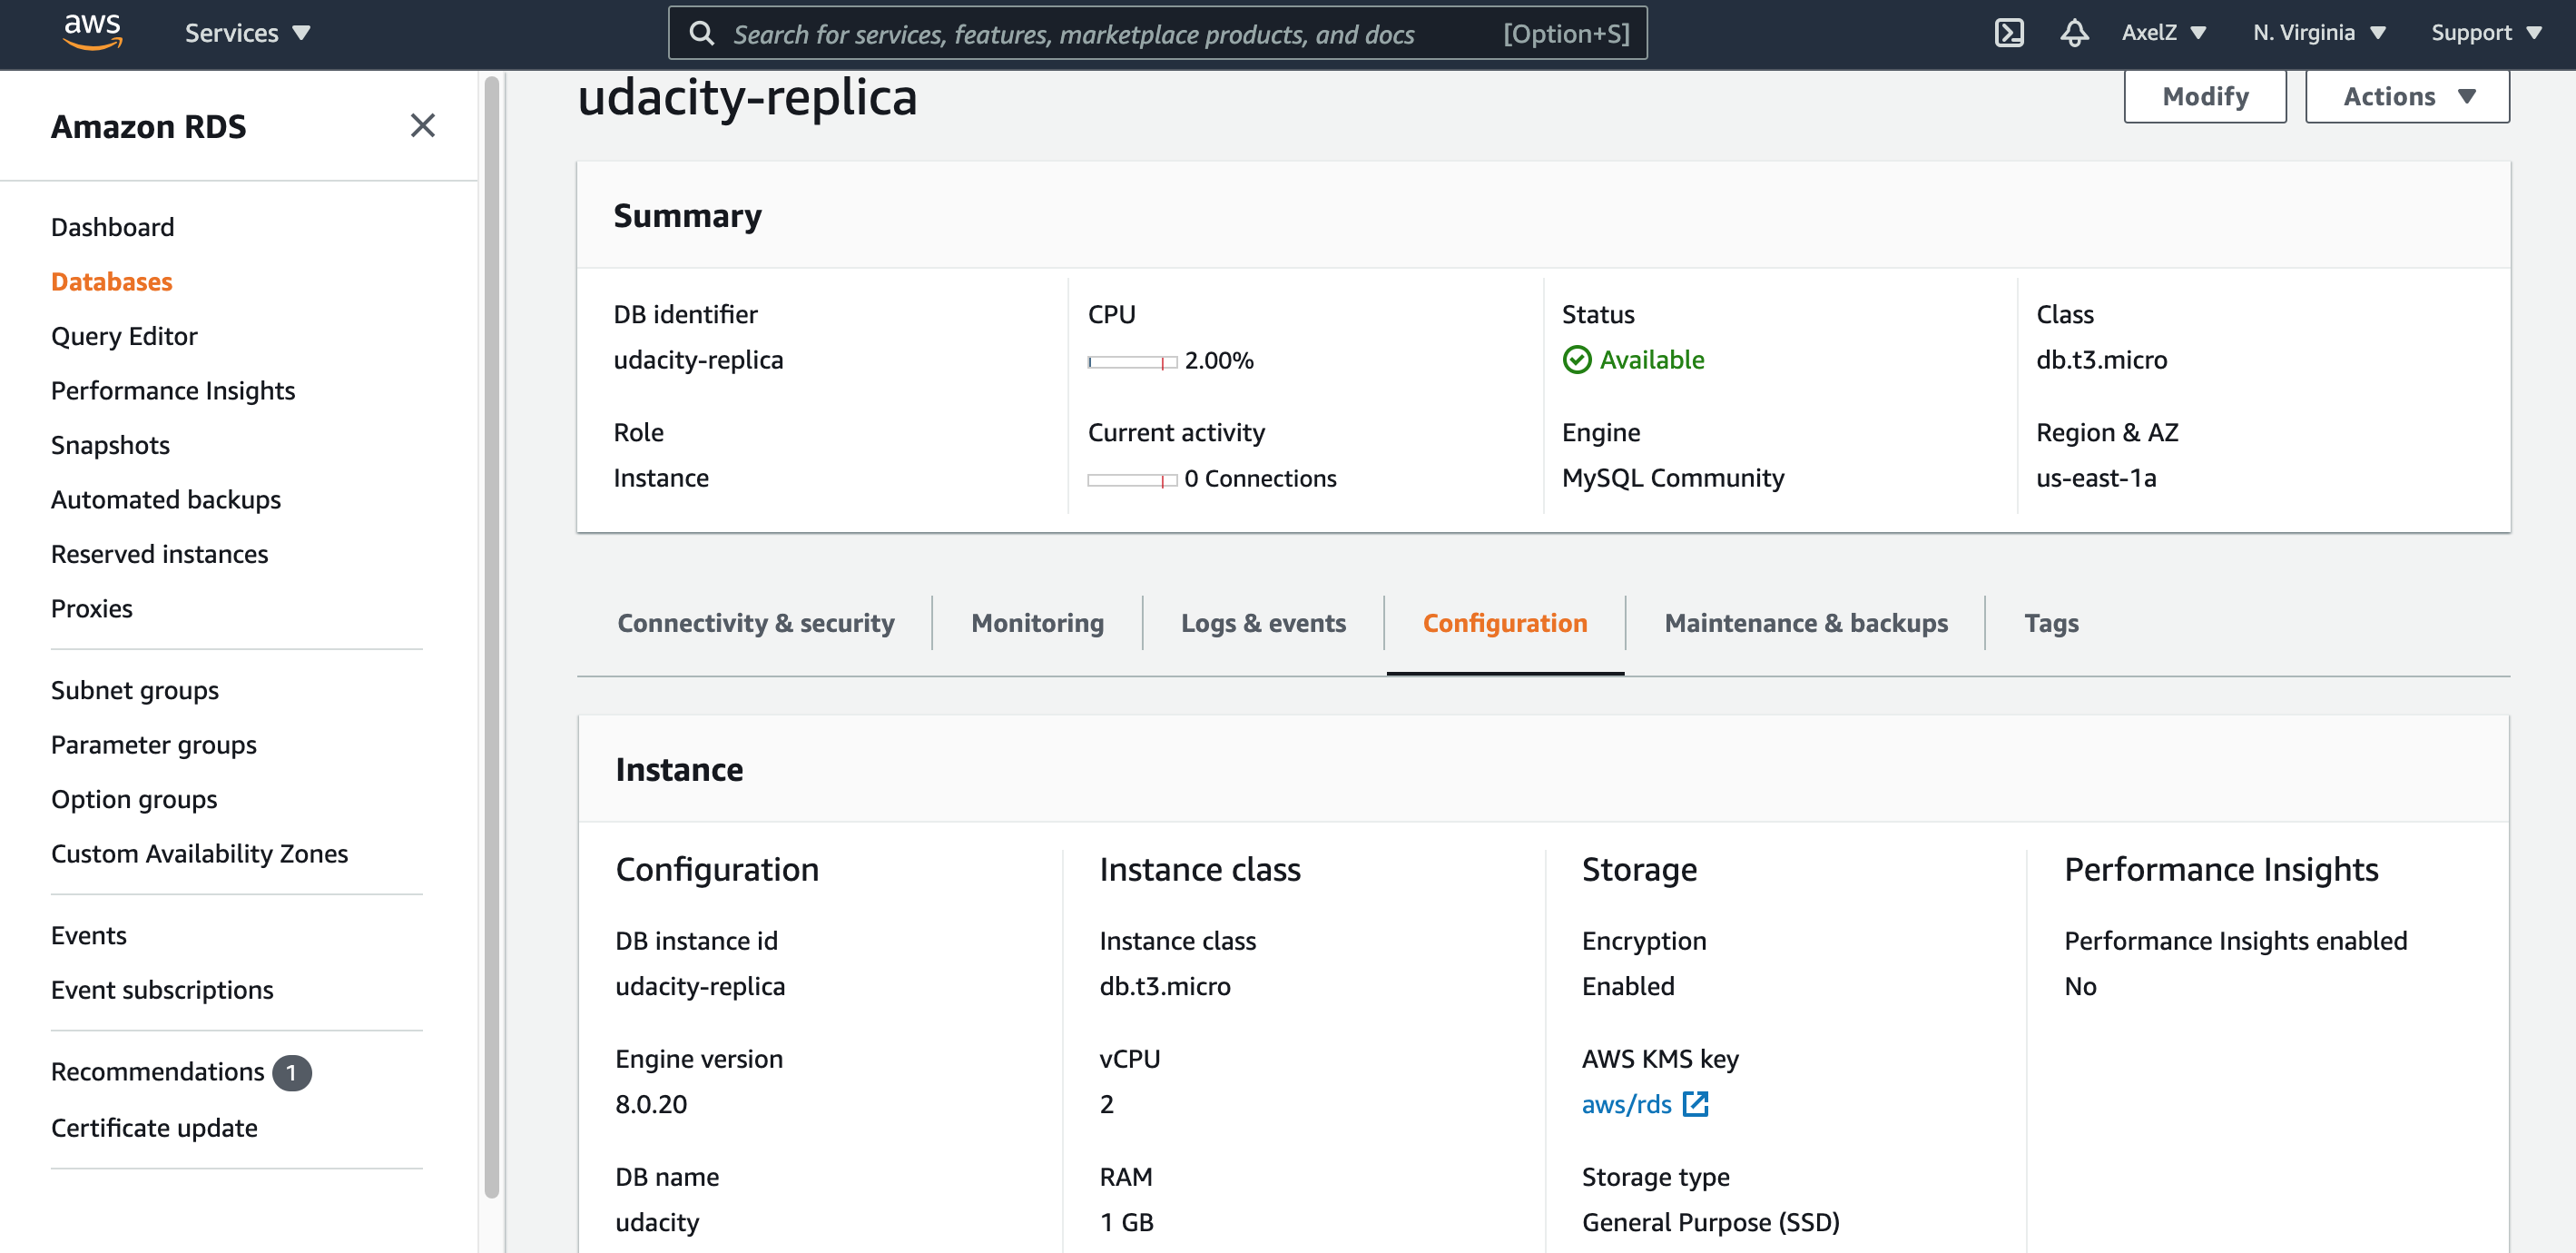 aws
Services
Search for services, features, marketplace products, and docs
[Option+S]
AxelZ
N. Virginia
Support
Amazon RDS
Dashboard
Databases
Query Editor
Performance Insights
Snapshots
Automated backups
Reserved instances
Proxies
Subnet groups
Parameter groups
Option groups
Custom Availability Zones
Events
Event subscriptions
Recommendations 1
Certificate update
udacity-replica
Modify
Actions
Summary
DB identifier
udacity-replica
CPU
2.00%
Status
Available
Class
db.t3.micro
Role
Instance
Current activity
0 Connections
Engine
MySQL Community
Region & AZ
us-east-1a
Connectivity & security
Monitoring
Logs & events
Configuration
Maintenance & backups
Tags
Instance
Configuration
DB instance id
udacity-replica
Engine version
8.0.20
DB name
udacity
Instance class
Instance class
db.t3.micro
vCPU
2
RAM
1 GB
Storage
Encryption
Enabled
AWS KMS key
aws/rds
Storage type
General Purpose (SSD)
Performance Insights
Performance Insights enabled
No